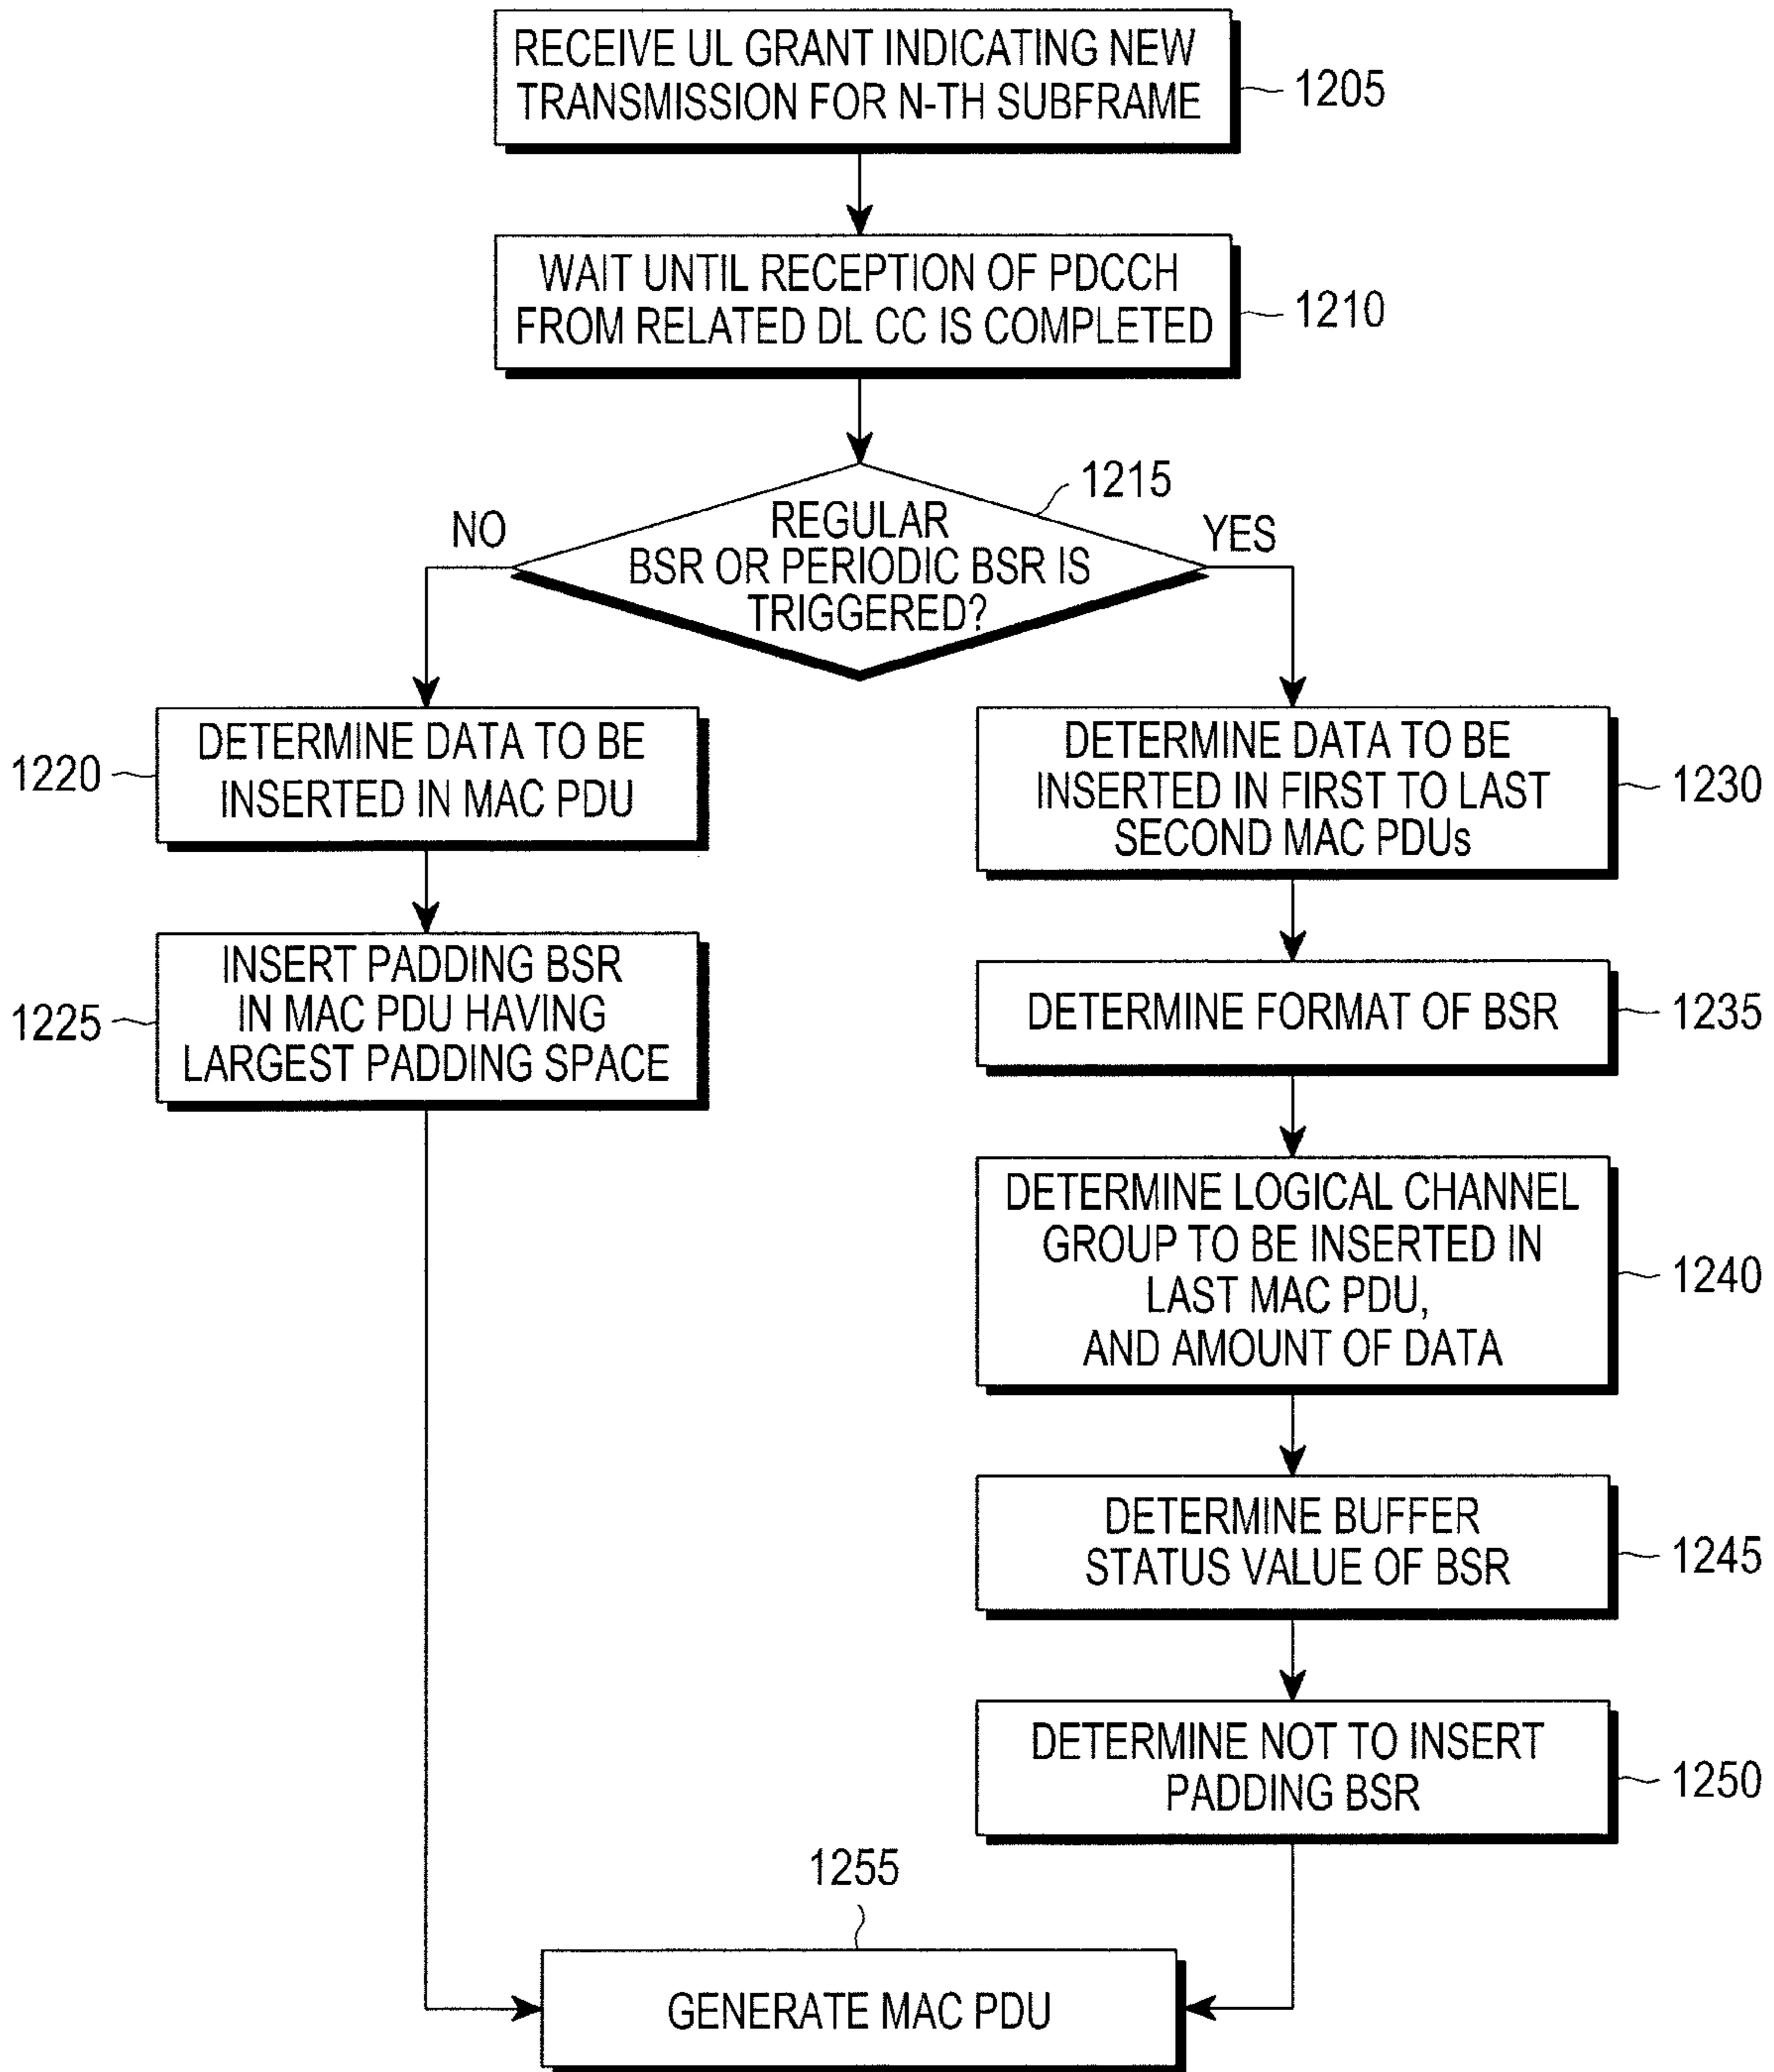 RECEIVE UL GRANT INDICATING NEW
TRANSMISSION FOR N-TH SUBFRAME
1205
WAIT UNTIL RECEPTION OF PDCCH
FROM RELATED DL CC IS COMPLETED
1210
1215
REGULAR
BSR OR PERIODIC BSR IS
TRIGGERED?
NO
YES
1220
DETERMINE DATA TO BE
INSERTED IN MAC PDU
1225
INSERT PADDING BSR
IN MAC PDU HAVING
LARGEST PADDING SPACE
DETERMINE DATA TO BE
INSERTED IN FIRST TO LAST
SECOND MAC PDUs
1230
DETERMINE FORMAT OF BSR
1235
DETERMINE LOGICAL CHANNEL
GROUP TO BE INSERTED IN
LAST MAC PDU,
AND AMOUNT OF DATA
1240
DETERMINE BUFFER
STATUS VALUE OF BSR
1245
DETERMINE NOT TO INSERT
PADDING BSR
1250
1255
GENERATE MAC PDU